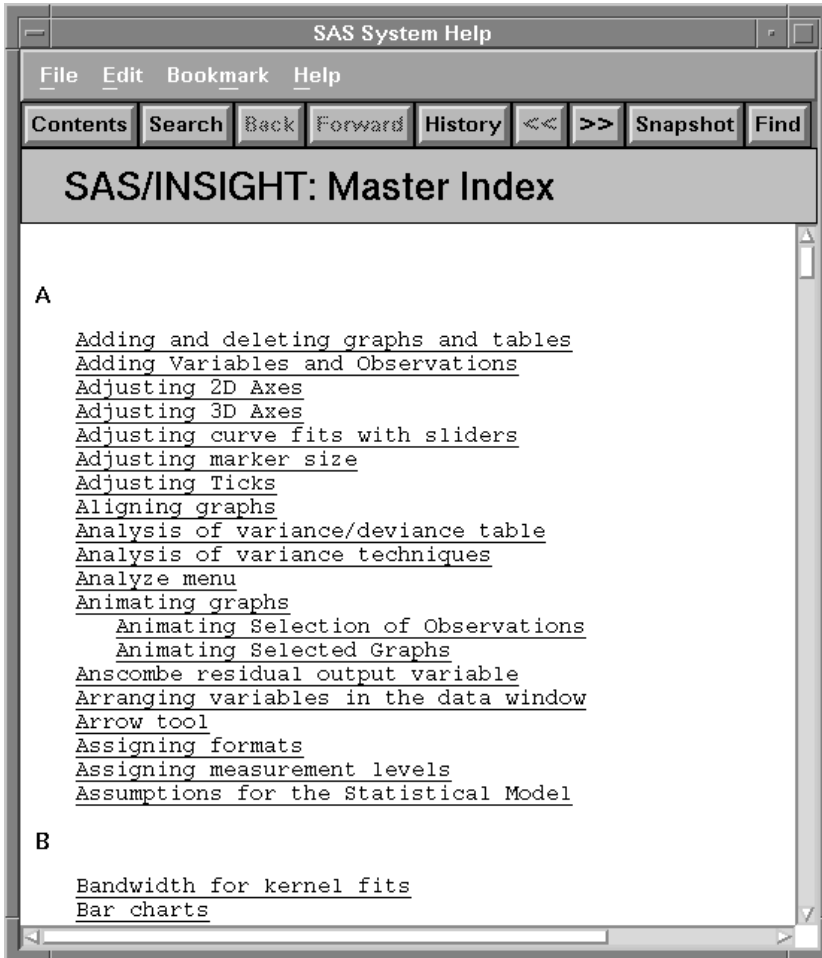 SAS System Help
File Edit Bookmark Help
Contents Search Back Forward History << >> Snapshot Find
SAS/INSIGHT: Master Index
A
Adding and deleting graphs and tables
Adding Variables and Observations
Adjusting 2D Axes
Adjusting 3D Axes
Adjusting curve fits with sliders
Adjusting marker size
Adjusting Ticks
Aligning graphs
Analysis of variance/deviance table
Analysis of variance techniques
Analyze menu
Animating graphs
Animating Selection of Observations
Animating Selected Graphs
Anscombe residual output variable
Arranging variables in the data window
Arrow tool
Assigning formats
Assigning measurement levels
Assumptions for the Statistical Model
B
Bandwidth for kernel fits
Bar charts